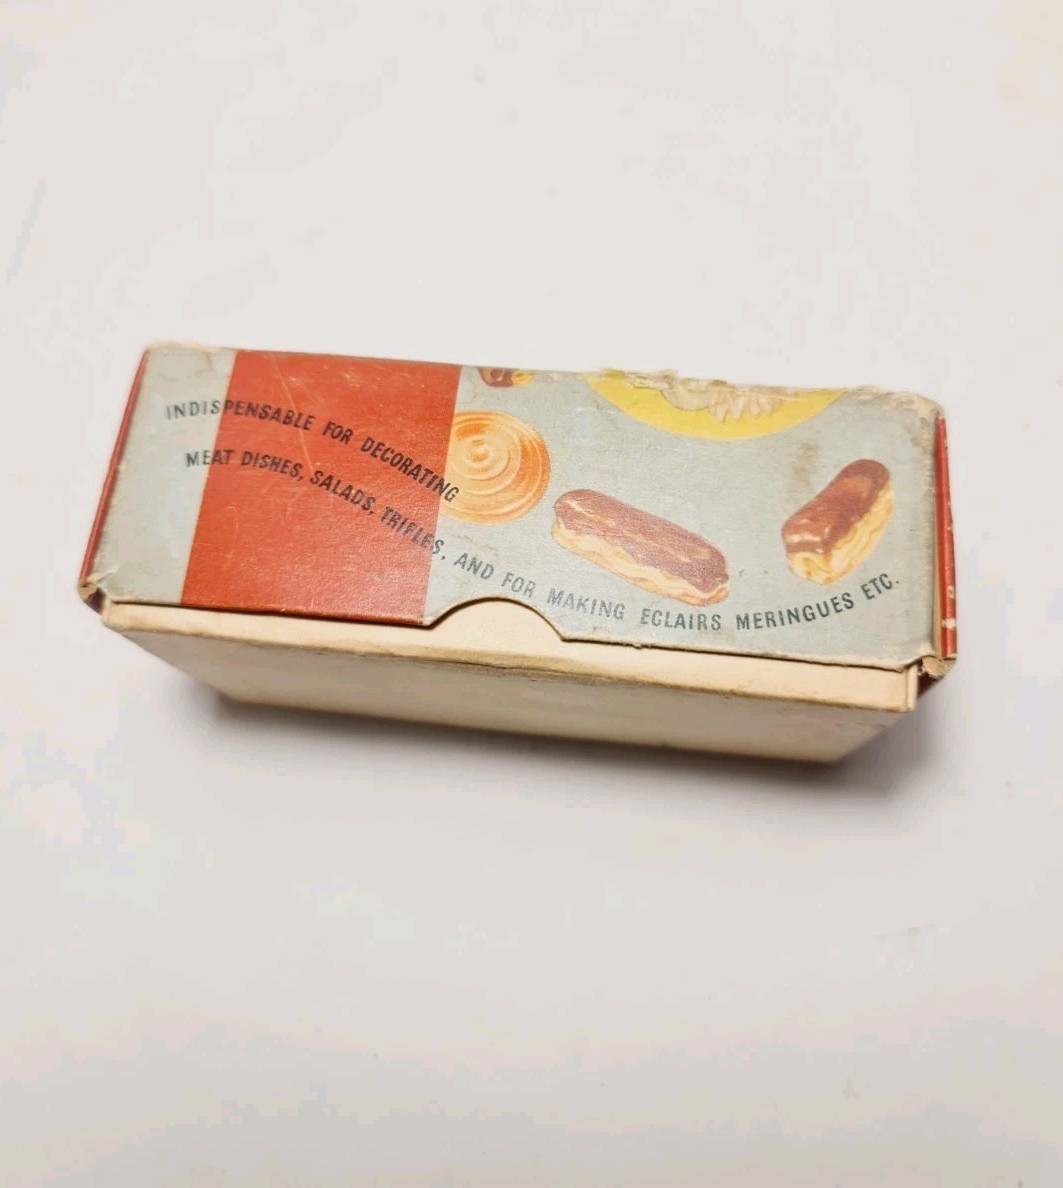 INDISPENSABLE FOR DECORATING
MEAT DISHES, SALADS, TRIFLES, AND FOR MAKING ECLAIRS MERINGUES ETC.